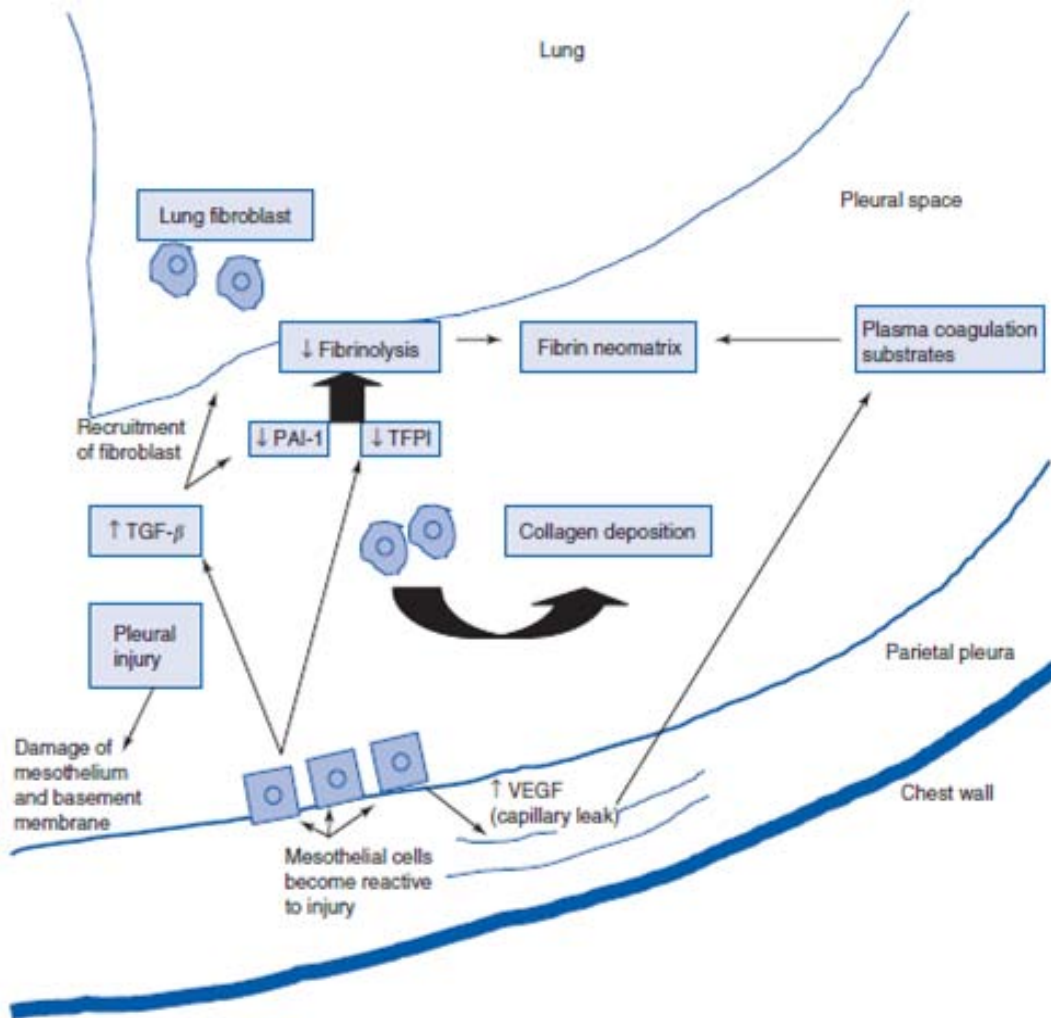 Lung
Pleural space
Lung fibroblast
↓ Fibrinolysis
Fibrin neomatrix
Plasma coagulation
substrates
Recruitment
of fibroblast
↓ PAI-1
↓ TFPI
↑ TGF-β
Collagen deposition
Pleural
injury
Parietal pleura
Damage of
mesothelium
and basement
membrane
↑ VEGF
(capillary leak)
Chest wall
Mesothelial cells
become reactive
to injury